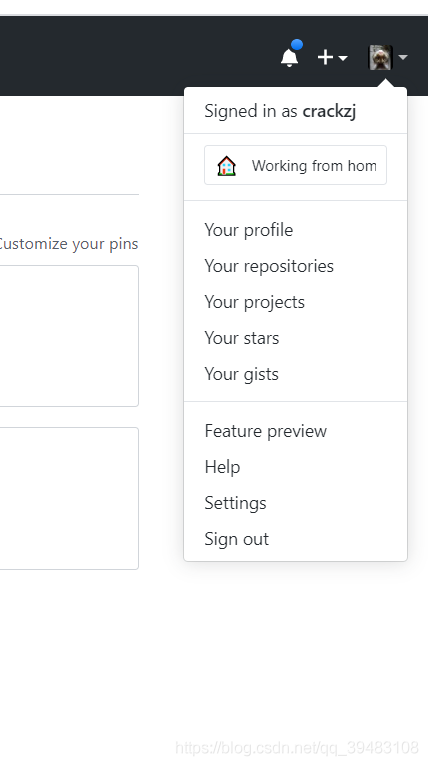 Signed in as crackzj
Working from hom
Customize your pins
Your profile
Your repositories
Your projects
Your stars
Your gists
Feature preview
Help
Settings
Sign out
https://blog.csdn.net/qq_39483108